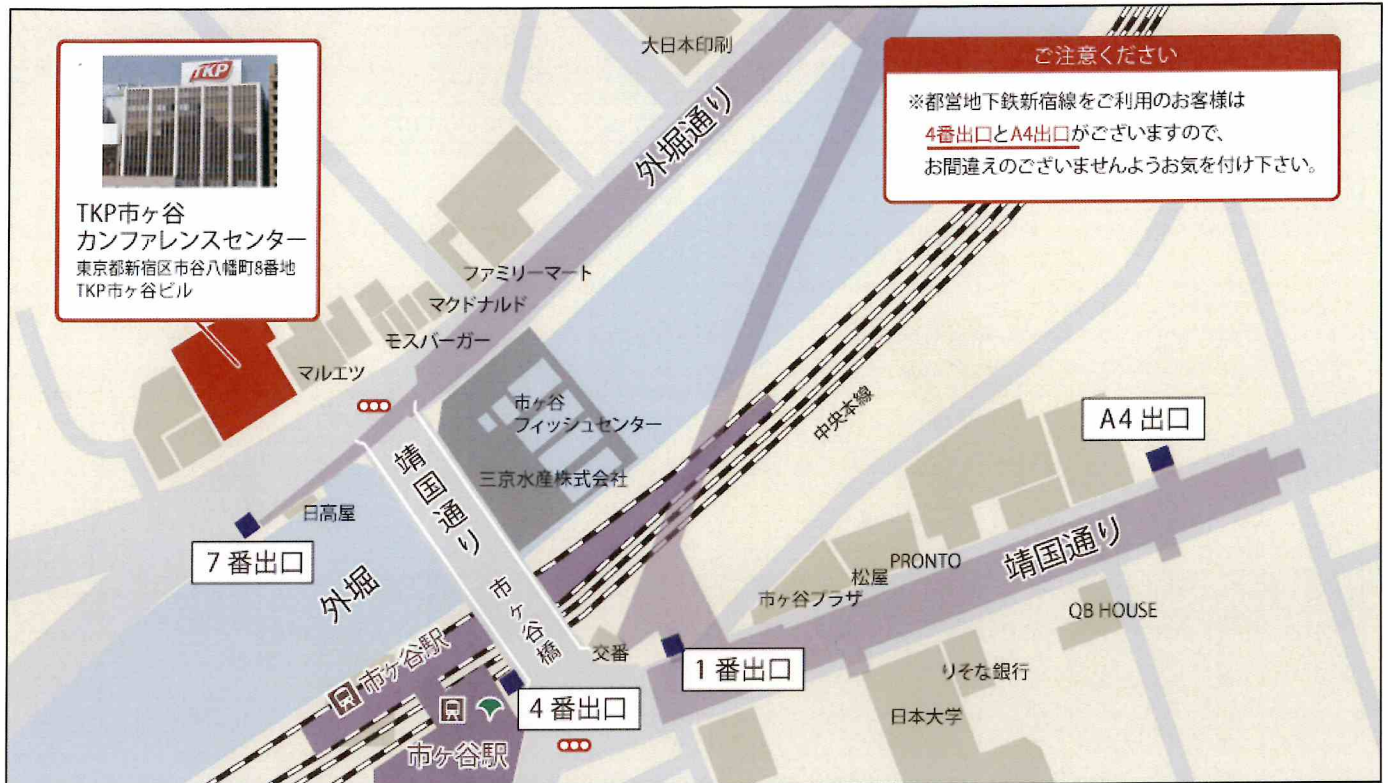 TKP
TKP市ヶ谷
カンファレンスセンター
東京都新宿区市谷八幡町8番地
TKP市ヶ谷ビル
大日本印刷
外堀通り
ご注意ください
※都営地下鉄新宿線をご利用のお客様は
4番出口とA4出口がございますので、
お間違えのございませんようお気を付け下さい。
ファミリーマート
マクドナルド
モスバーガー
マルエツ
市ヶ谷
フィッシュセンター
三京水産株式会社
中央本線
A4 出口
靖国通り
日高屋
7 番出口
外堀
市ヶ谷橋
PRONTO
松屋
市ヶ谷プラザ
靖国通り
QB HOUSE
交番
1 番出口
りそな銀行
日本大学
市ヶ谷駅
4 番出口
市ヶ谷駅